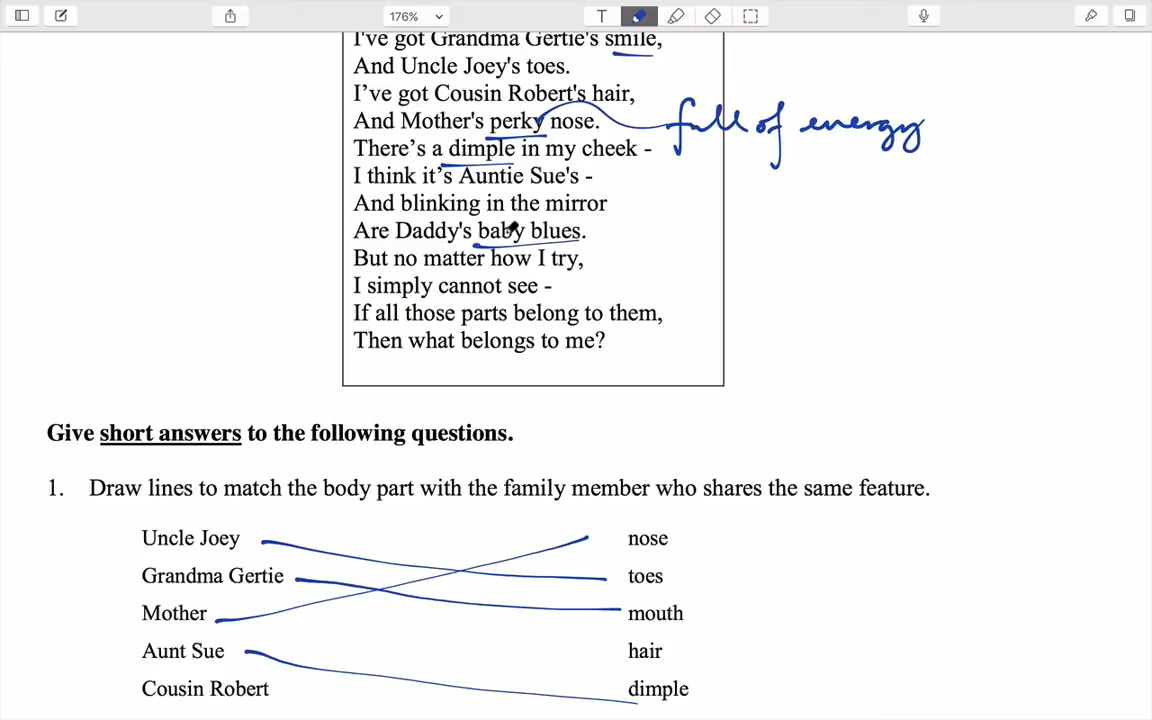 176%
T
I've got Grandma Gertie's smile,
And Uncle Joey's toes.
I've got Cousin Robert's hair,
And Mother's perky nose.
full of energy
There's a dimple in my cheek -
I think it's Auntie Sue's -
And blinking in the mirror
Are Daddy's baby blues.
But no matter how I try,
I simply cannot see -
If all those parts belong to them,
Then what belongs to me?
Give short answers to the following questions.
1. Draw lines to match the body part with the family member who shares the same feature.
Uncle Joey nose
Grandma Gertie toes
Mother mouth
Aunt Sue hair
Cousin Robert dimple